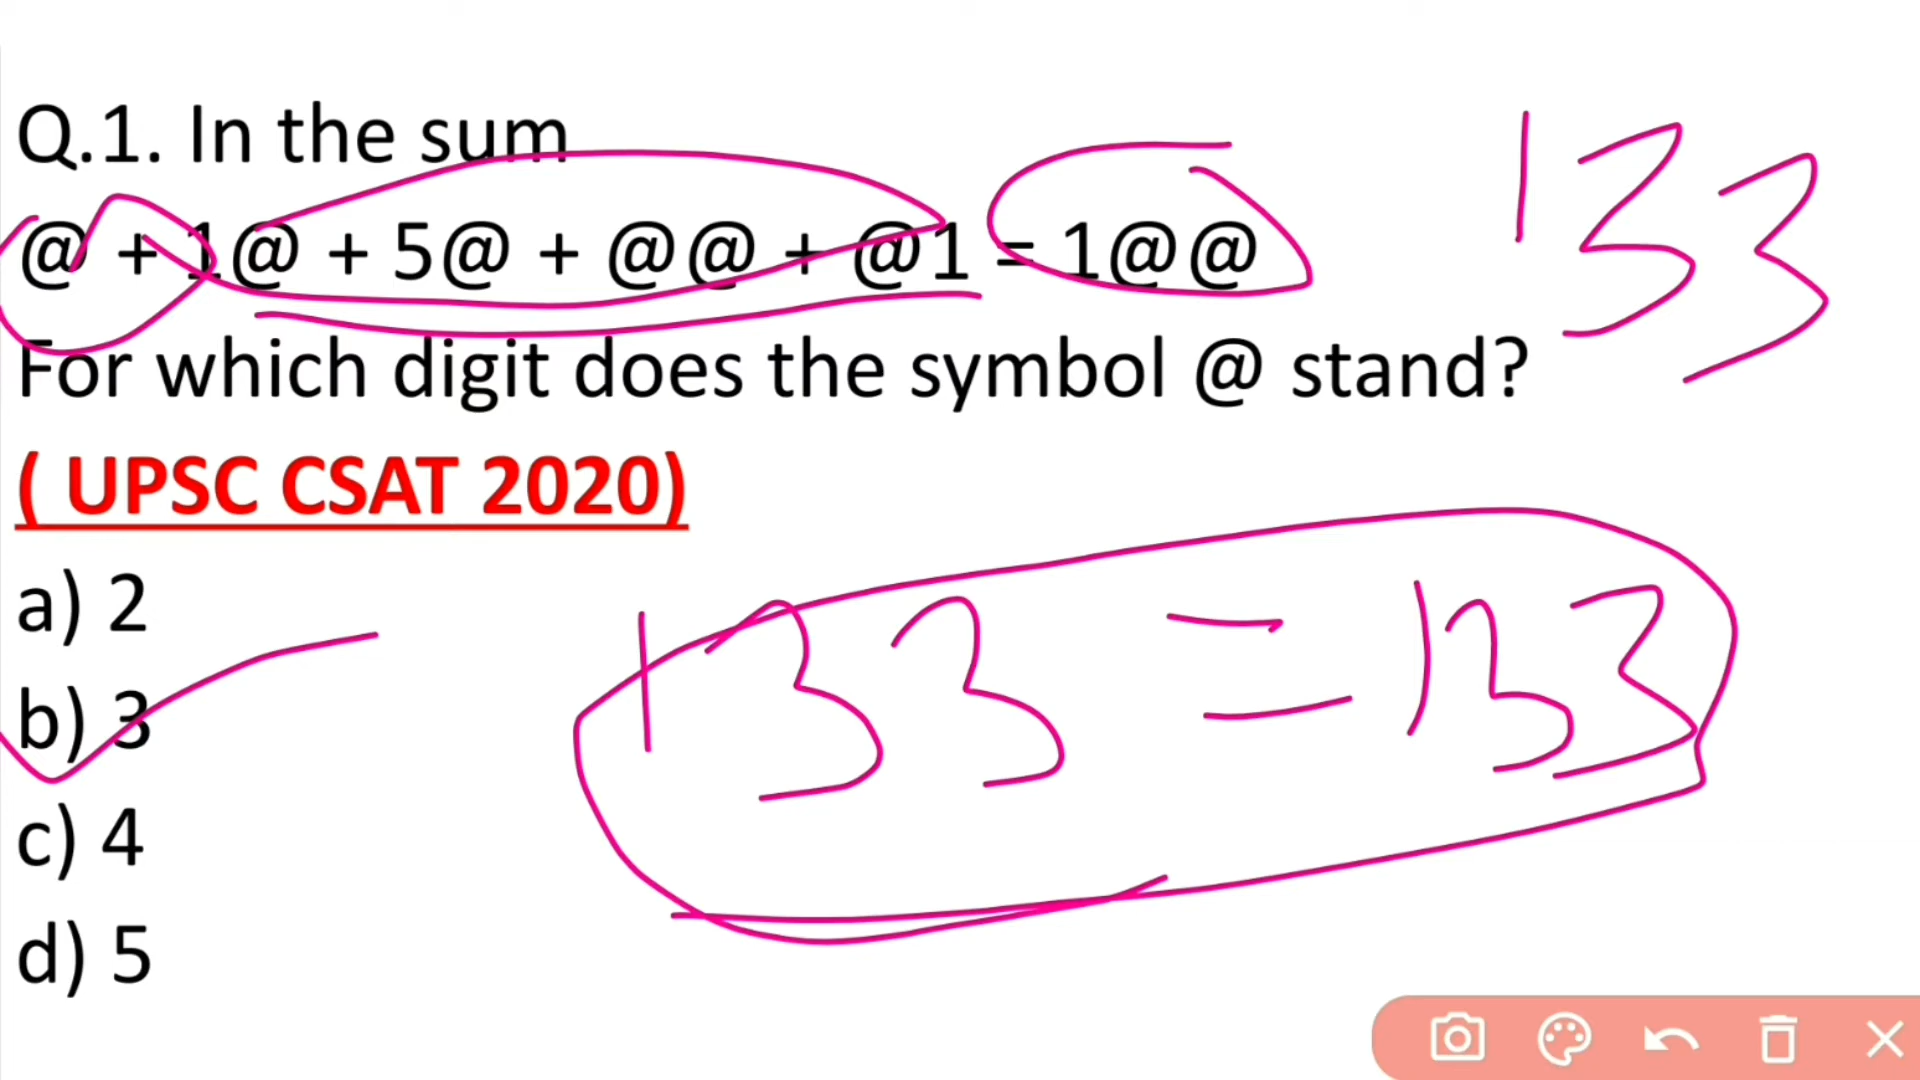 Q.1. In the sum
@ + 1@ + 5@ + @@ + @1 = 1@@
133
For which digit does the symbol @ stand?
( UPSC CSAT 2020)
a) 2
b) 3
133 = 133
c) 4
d) 5